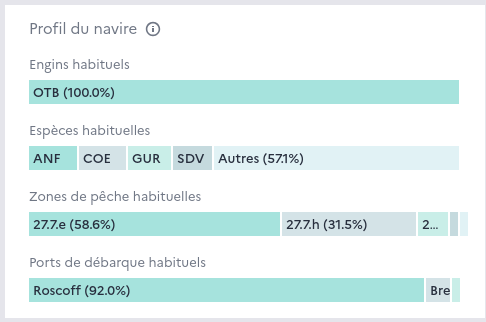 Profil du navire
Engins habituels
OTB (100.0%)
Espèces habituelles
ANF COE GUR SDV Autres (57.1%)
Zones de pêche habituelles
27.7.e (58.6%) 27.7.h (31.5%) 2...
Ports de débarque habituels
Roscoff (92.0%) Bre